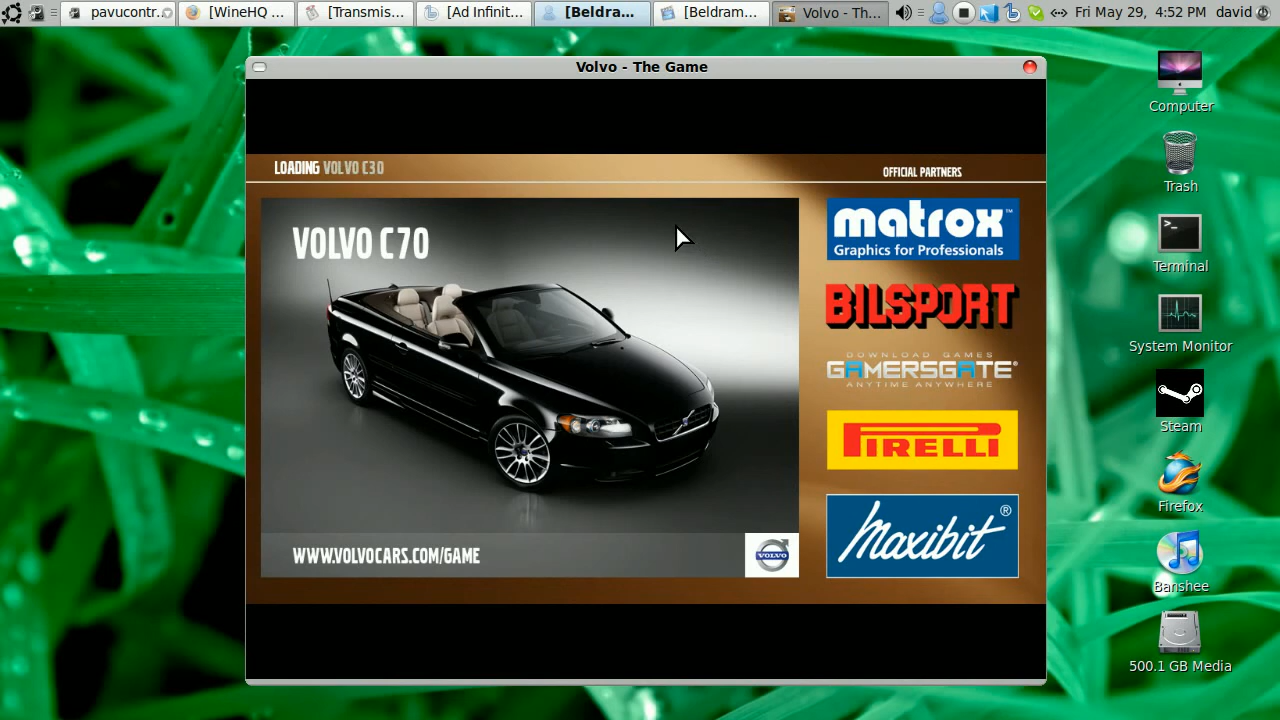 pavucontr...
[WineHQ ...
[Transmis...
[Ad Infinit...
[Beldra...
[Beldram...
Volvo - Th...
Fri May 29, 4:52 PM
david
Volvo - The Game
LOADING VOLVO C30
OFFICIAL PARTNERS
VOLVO C70
matrox™
Graphics for Professionals
BILSPORT
DOWNLOAD GAMES
GAMERSGATE®
ANYTIME ANYWHERE
PIRELLI
Maxibit®
WWW.VOLVOCARS.COM/GAME
VOLVO
Computer
Trash
>_
Terminal
System Monitor
Steam
Firefox
Banshee
500.1 GB Media